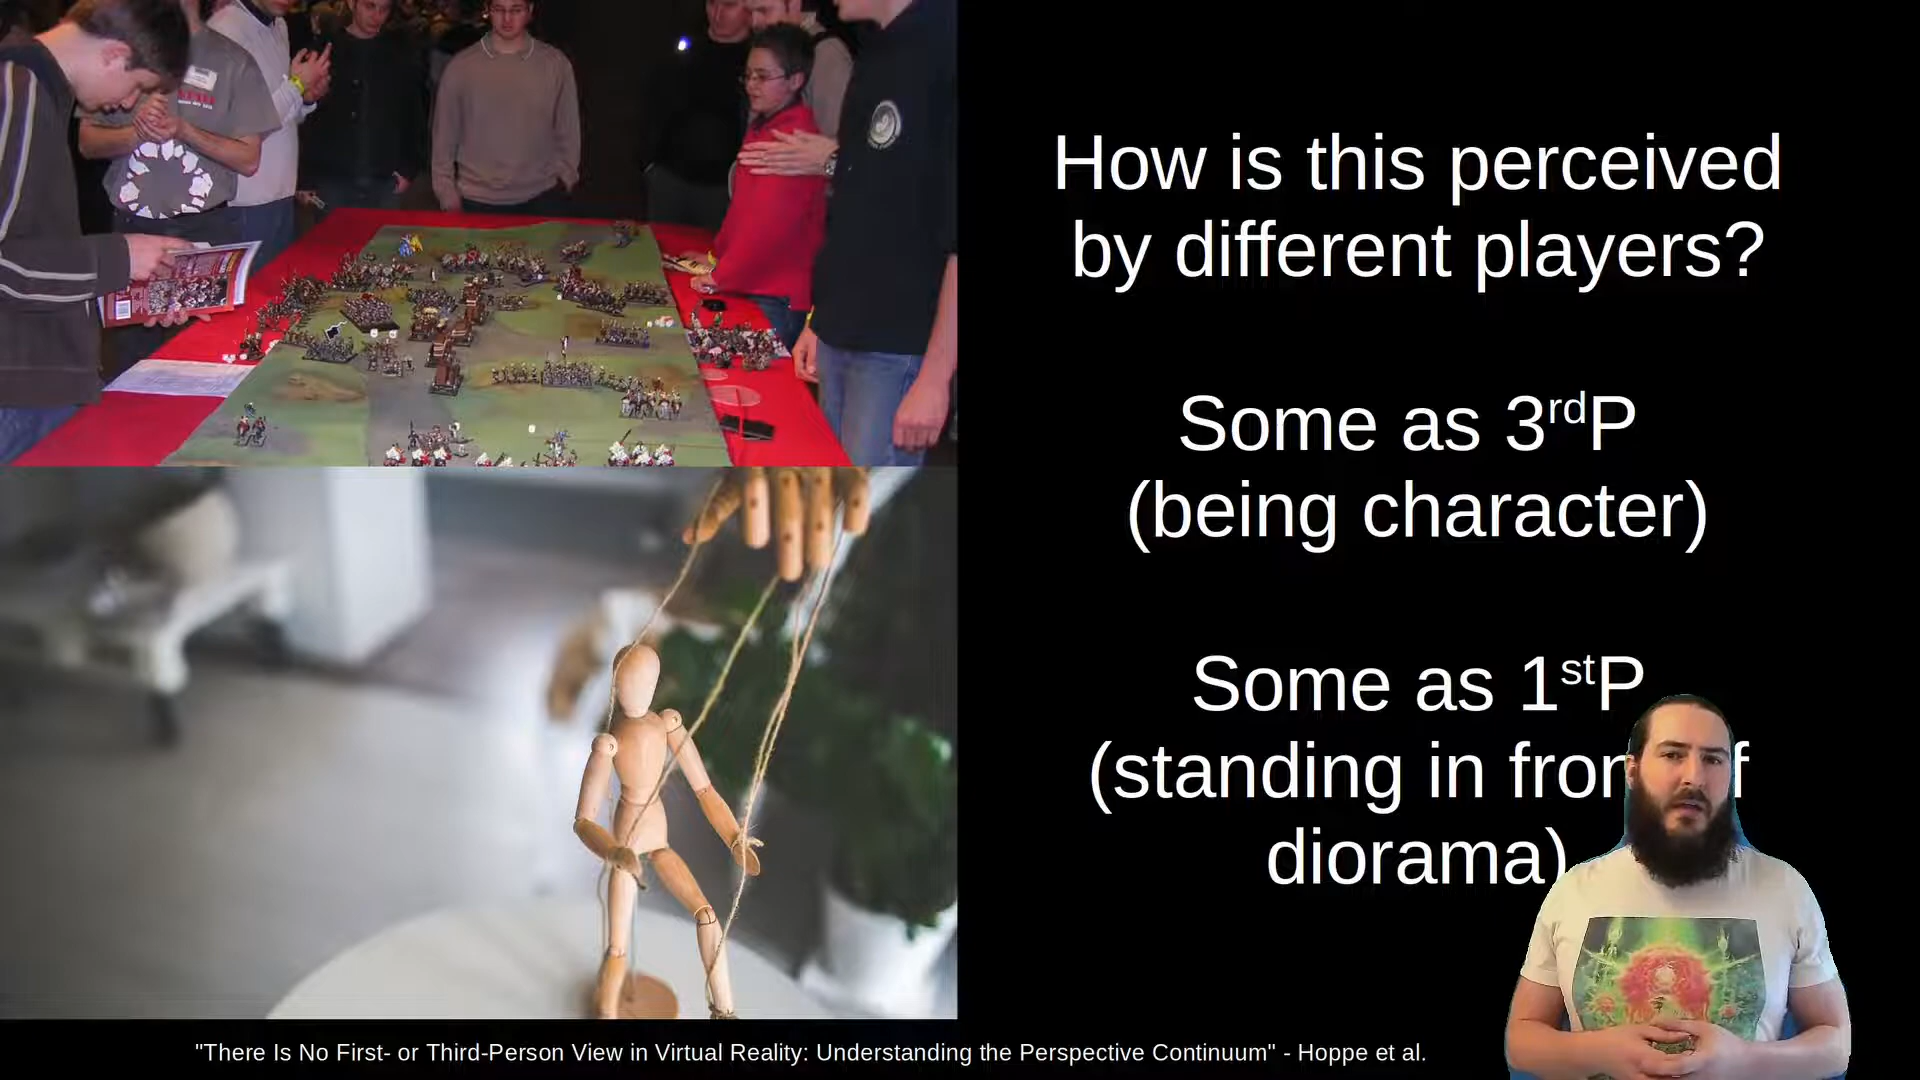 How is this perceived
by different players?
Some as 3rdP
(being character)
Some as 1stP
(standing in
diorama)
"There Is No First- or Third-Person View in Virtual Reality: Understanding the Perspective Continuum" - Hoppe et al.